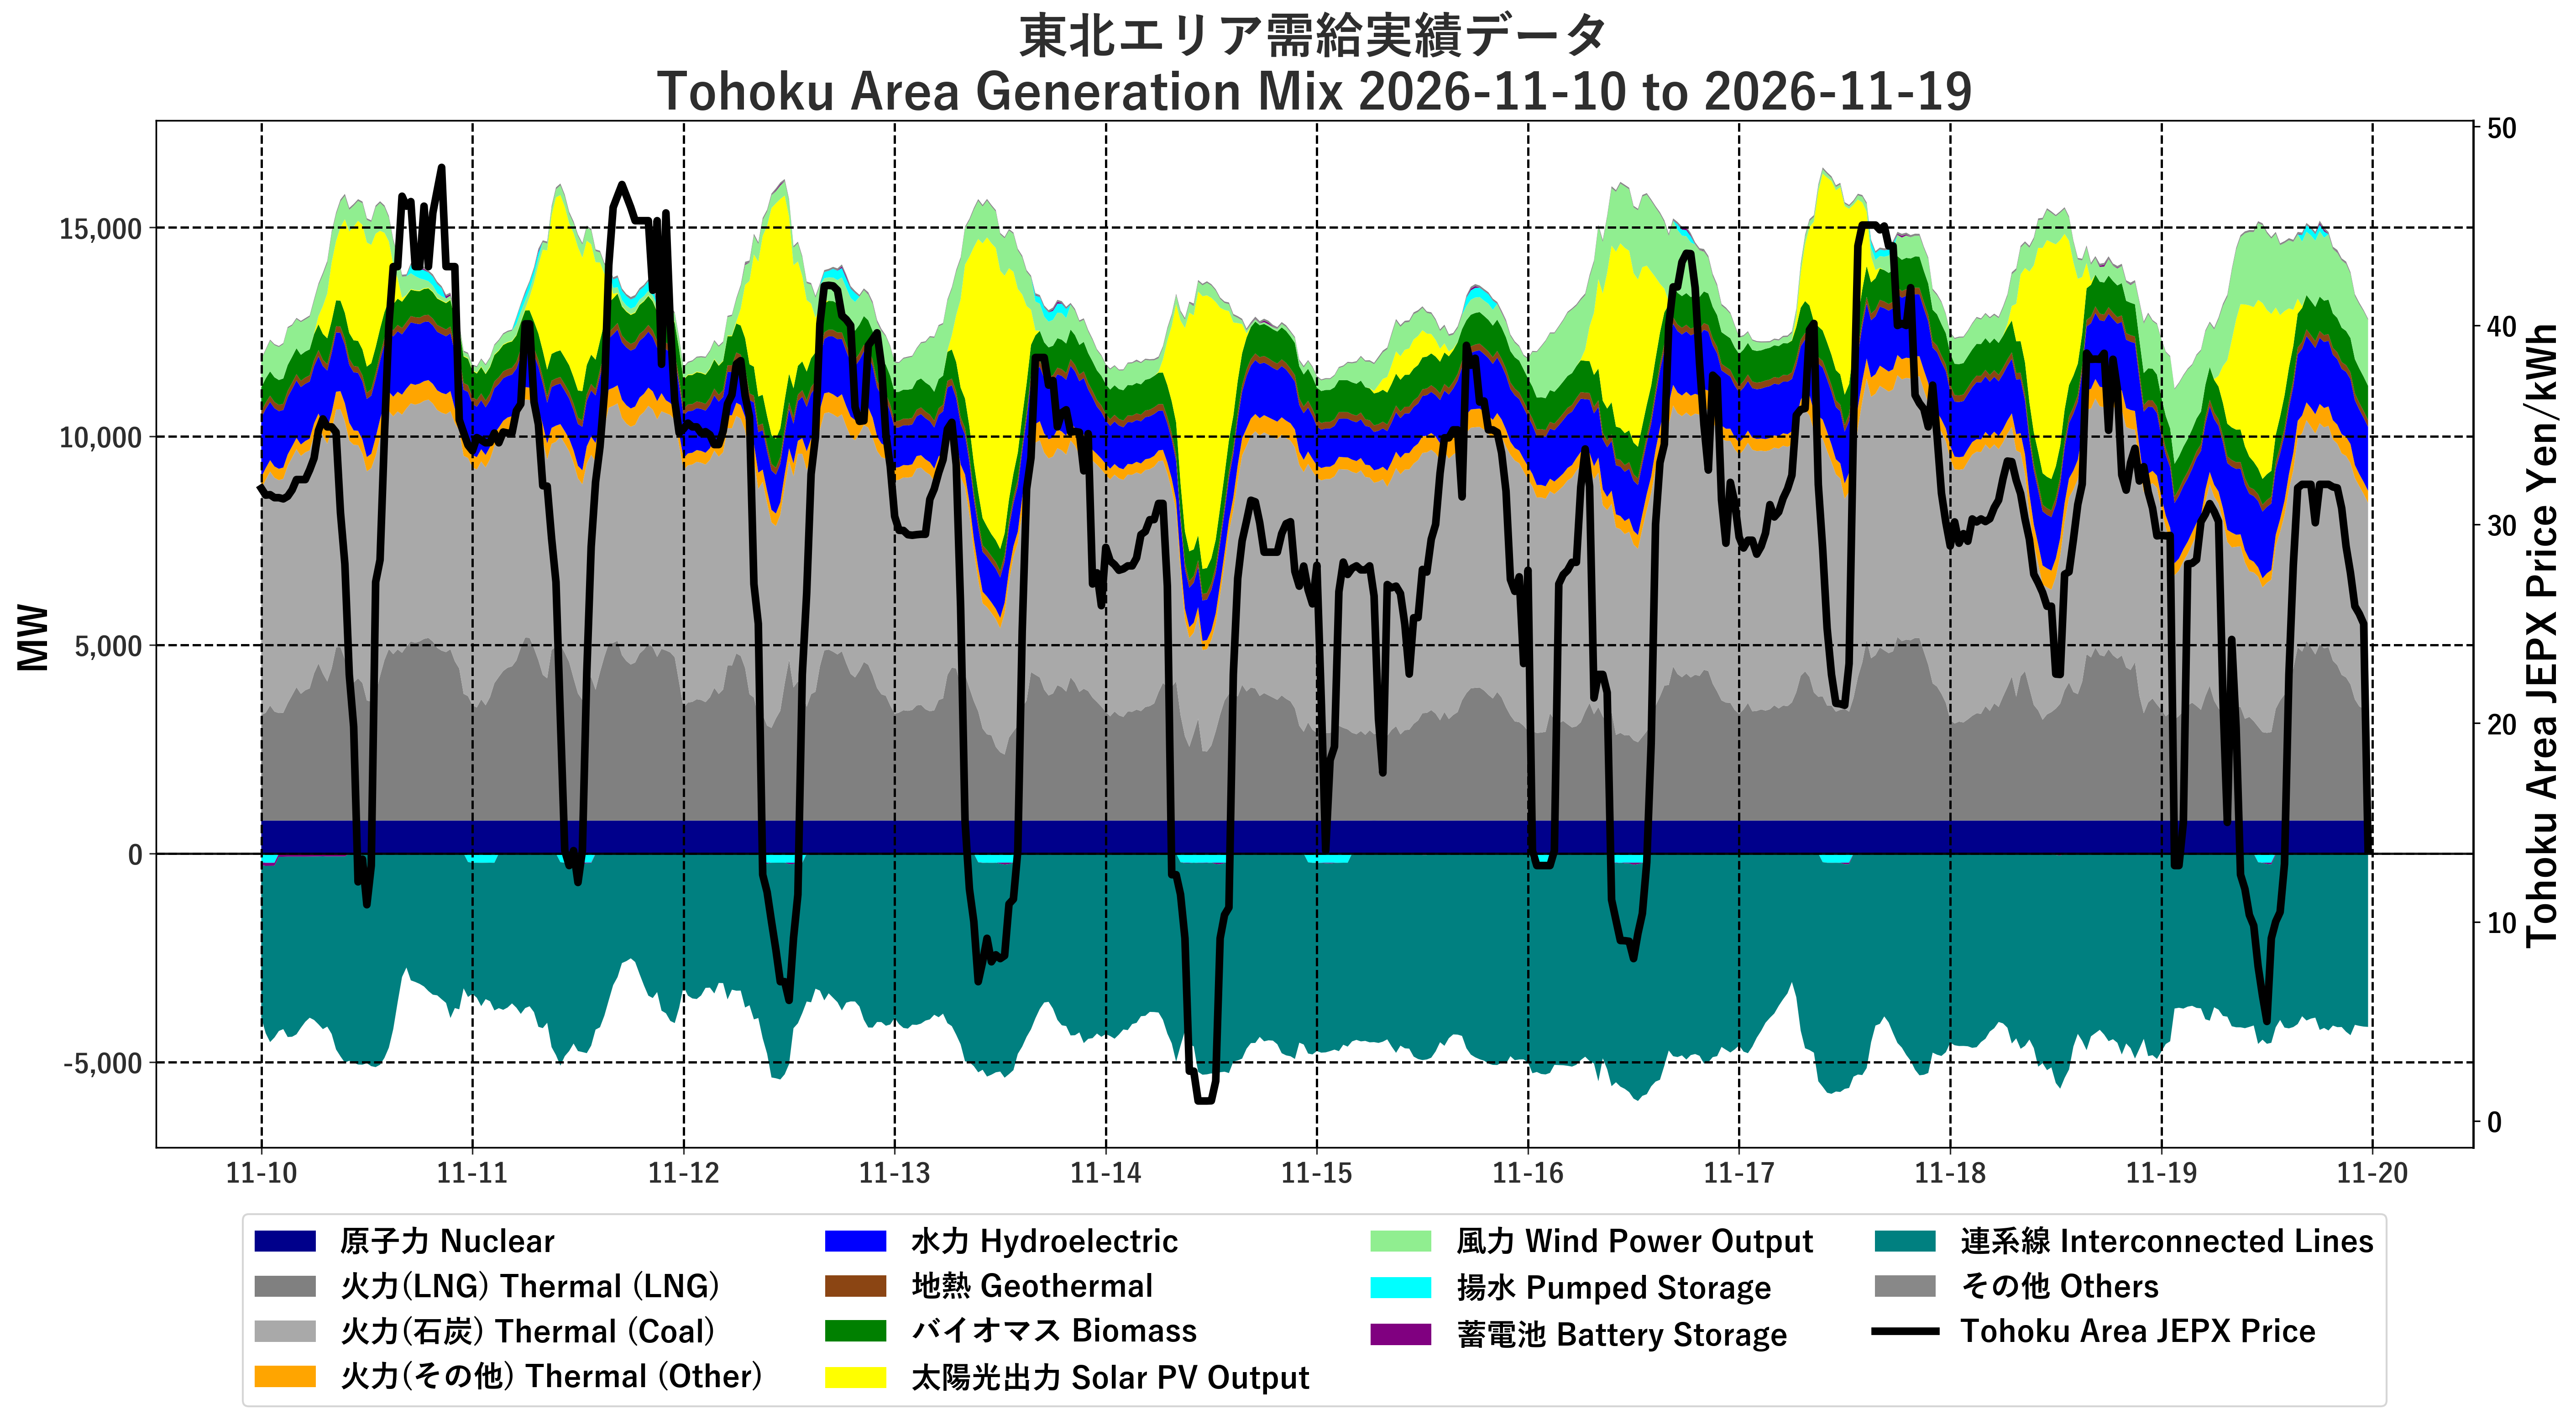 東北エリア需給実績データ
Tohoku Area Generation Mix 2026-11-10 to 2026-11-19
MW
15,000
10,000
5,000
0
-5,000
50
40
30
20
10
0
Tohoku Area JEPX Price Yen/kWh
11-10
11-11
11-12
11-13
11-14
11-15
11-16
11-17
11-18
11-19
11-20
原子力 Nuclear
火力(LNG) Thermal (LNG)
火力(石炭) Thermal (Coal)
火力(その他) Thermal (Other)
水力 Hydroelectric
地熱 Geothermal
バイオマス Biomass
太陽光出力 Solar PV Output
風力 Wind Power Output
揚水 Pumped Storage
蓄電池 Battery Storage
連系線 Interconnected Lines
その他 Others
Tohoku Area JEPX Price